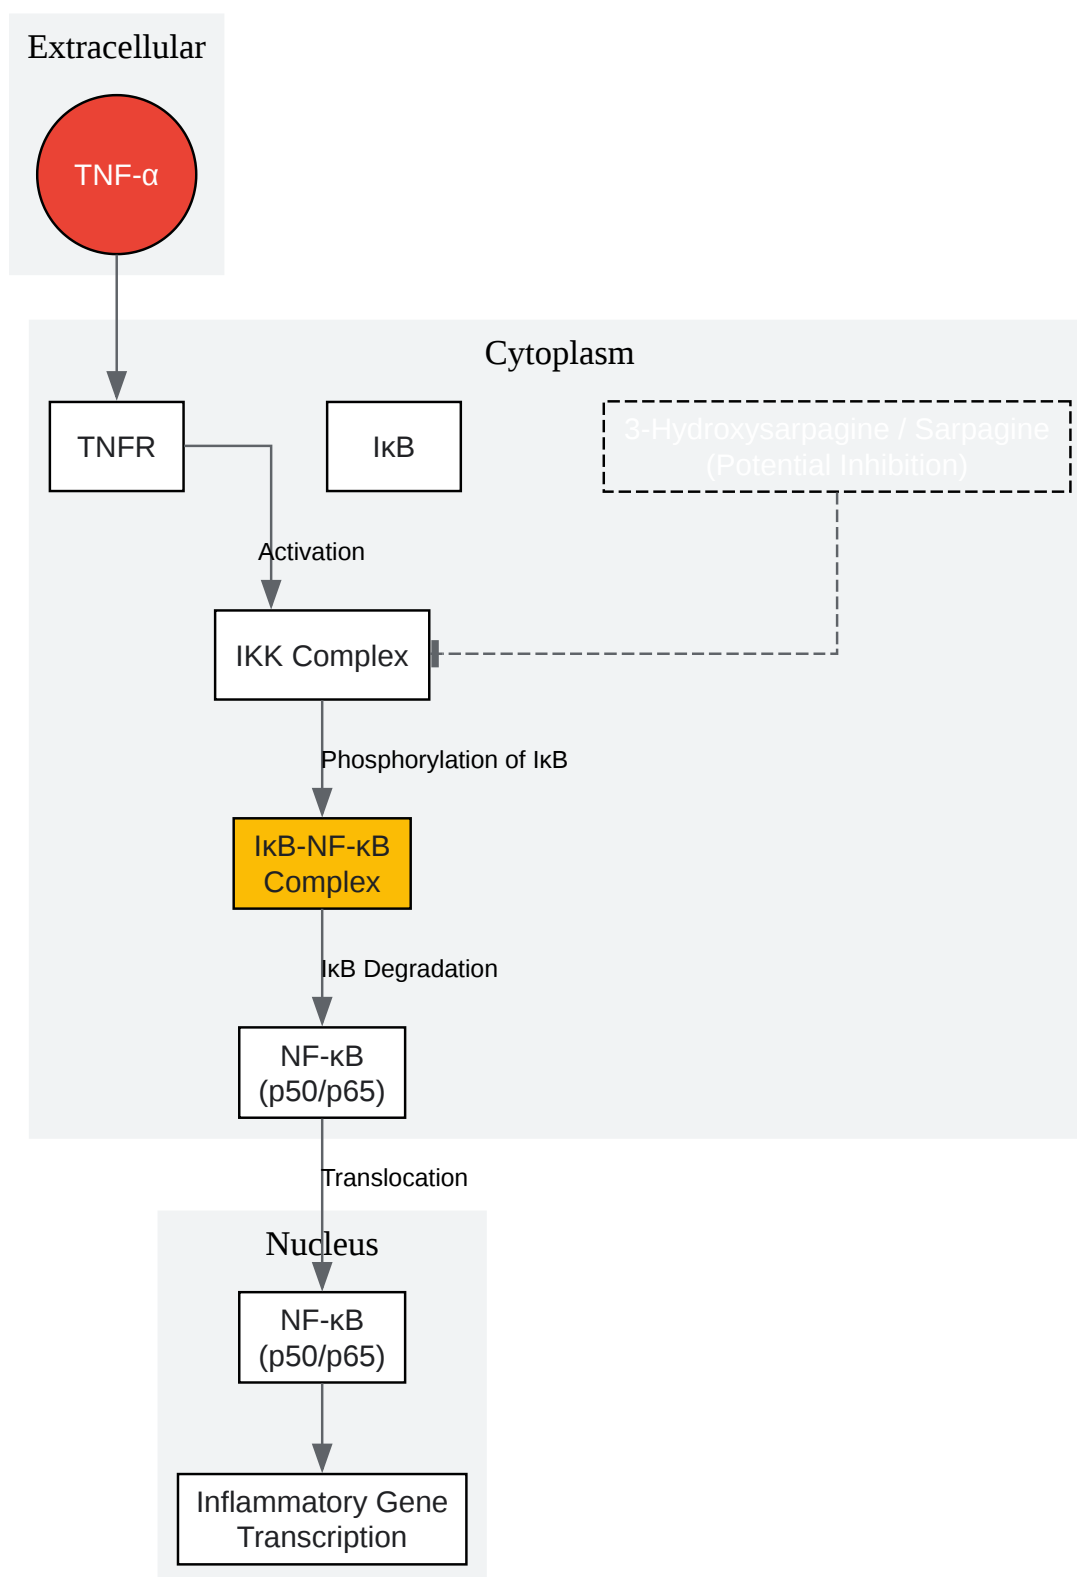 Extracellular
TNF-α
Cytoplasm
TNFR
IκB
3-Hydroxysarpagine / Sarpagine
(Potential Inhibition)
Activation
IKK Complex
Phosphorylation of IκB
IκB-NF-κB
Complex
IκB Degradation
NF-κB
(p50/p65)
Translocation
Nucleus
NF-κB
(p50/p65)
Inflammatory Gene
Transcription